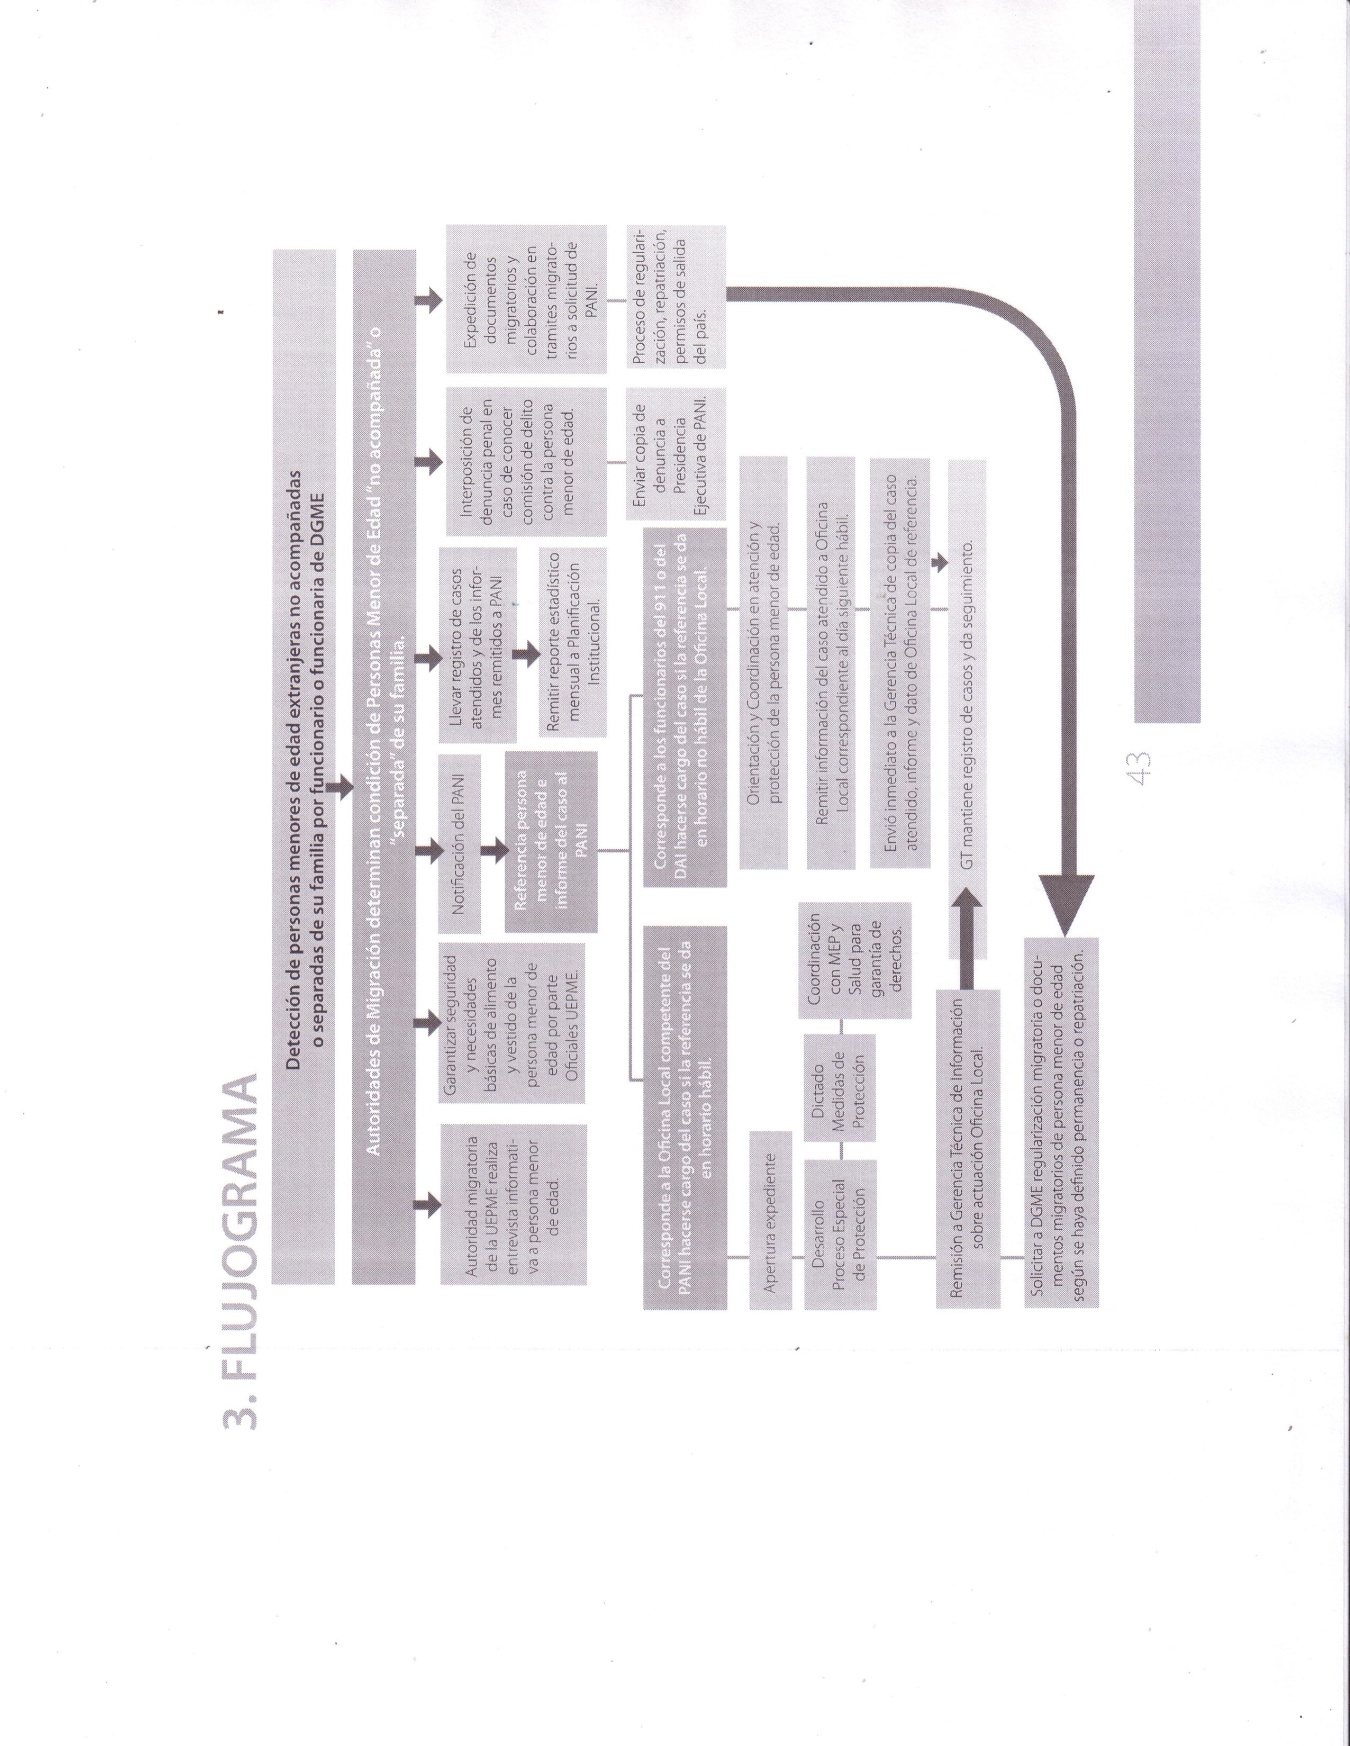 3. FLUJOGRAMA
Detección de personas menores de edad extranjeras no acompañadas
o separadas de su familia por funcionario o funcionaria de DGME
Autoridades de Migración determinan condición de Personas Menor de Edad "no acompañada" o
"separada" de su familia.
Autoridad migratoria
de la UEPME realiza
entrevista informati-
va a persona menor
de edad.
Garantizar seguridad
y necesidades
básicas de alimento
y vestido de la
persona menor de
edad por parte
Oficiales UEPME.
Notificación del PANI
Referencia persona
menor de edad e
informe del caso al
PANI
Llevar registro de casos
atendidos y de los infor-
mes remitidos a PANI
Remitir reporte estadístico
mensual a Planificación
Institucional.
Interposición de
denuncia penal en
caso de conocer
comisión de delito
contra la persona
menor de edad.
Enviar copia de
denuncia a
Presidencia
Ejecutiva de PANI.
Expedición de
documentos
migratorios y
colaboración en
tramites migrato-
rios a solicitud de
PANI.
Proceso de regulari-
zación, repatriación,
permisos de salida
del país.
Corresponde a la Oficina Local competente del
PANI hacerse cargo del caso si la referencia se da
en horario hábil.
Apertura expediente
Desarrollo
Proceso Especial
de Protección
Dictado
Medidas de
Protección
Coordinación
con MEP y
Salud para
garantía de
derechos.
Remisión a Gerencia Técnica de Información
sobre actuación Oficina Local.
Solicitar a DGME regularización migratoria o docu-
mentos migratorios de persona menor de edad
según se haya definido permanencia o repatriación.
Corresponde a los funcionarios del 911 o del
DAI hacerse cargo del caso si la referencia se da
en horario no hábil de la Oficina Local.
Orientación y Coordinación en atención y
protección de la persona menor de edad.
Remitir información del caso atendido a Oficina
Local correspondiente al día siguiente hábil.
Envió inmediato a la Gerencia Técnica de copia del caso
atendido, informe y dato de Oficina Local de referencia.
GT mantiene registro de casos y da seguimiento.
43